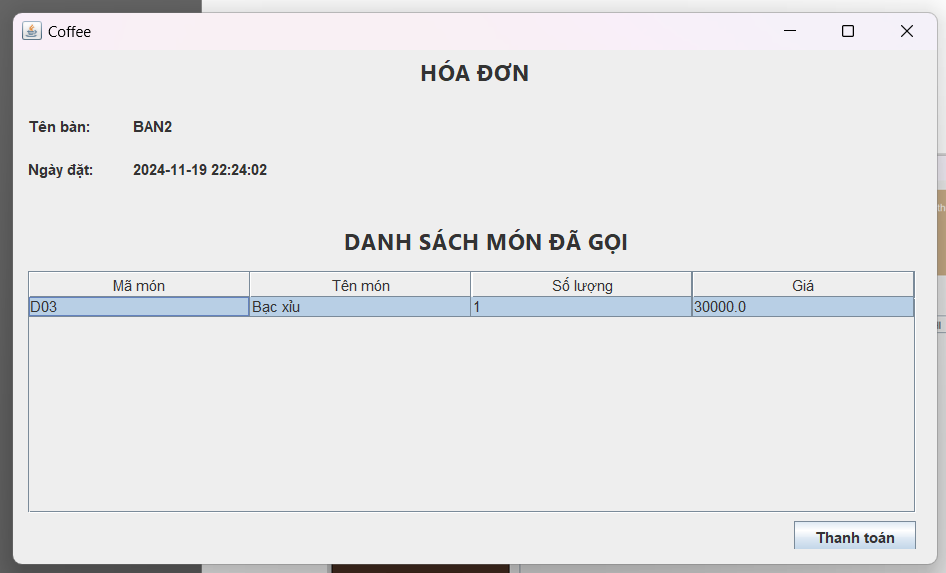 Coffee
HÓA ĐƠN
Tên bàn: BAN2
Ngày đặt: 2024-11-19 22:24:02
DANH SÁCH MÓN ĐÃ GỌI
Mã món Tên món Số lượng Giá
D03 Bạc xỉu 1 30000.0
Thanh toán